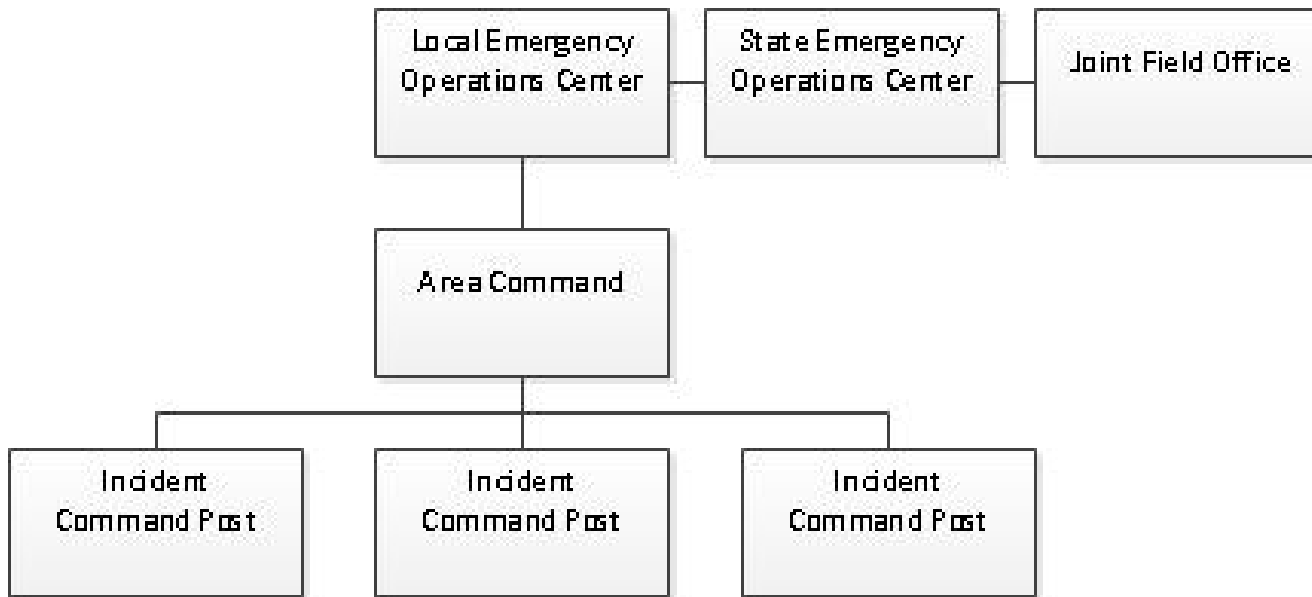 Local Emergency
Operations Center
State Emergency
Operations Center
Joint Field Office
Area Command
Incident
Command Post
Incident
Command Post
Incident
Command Post